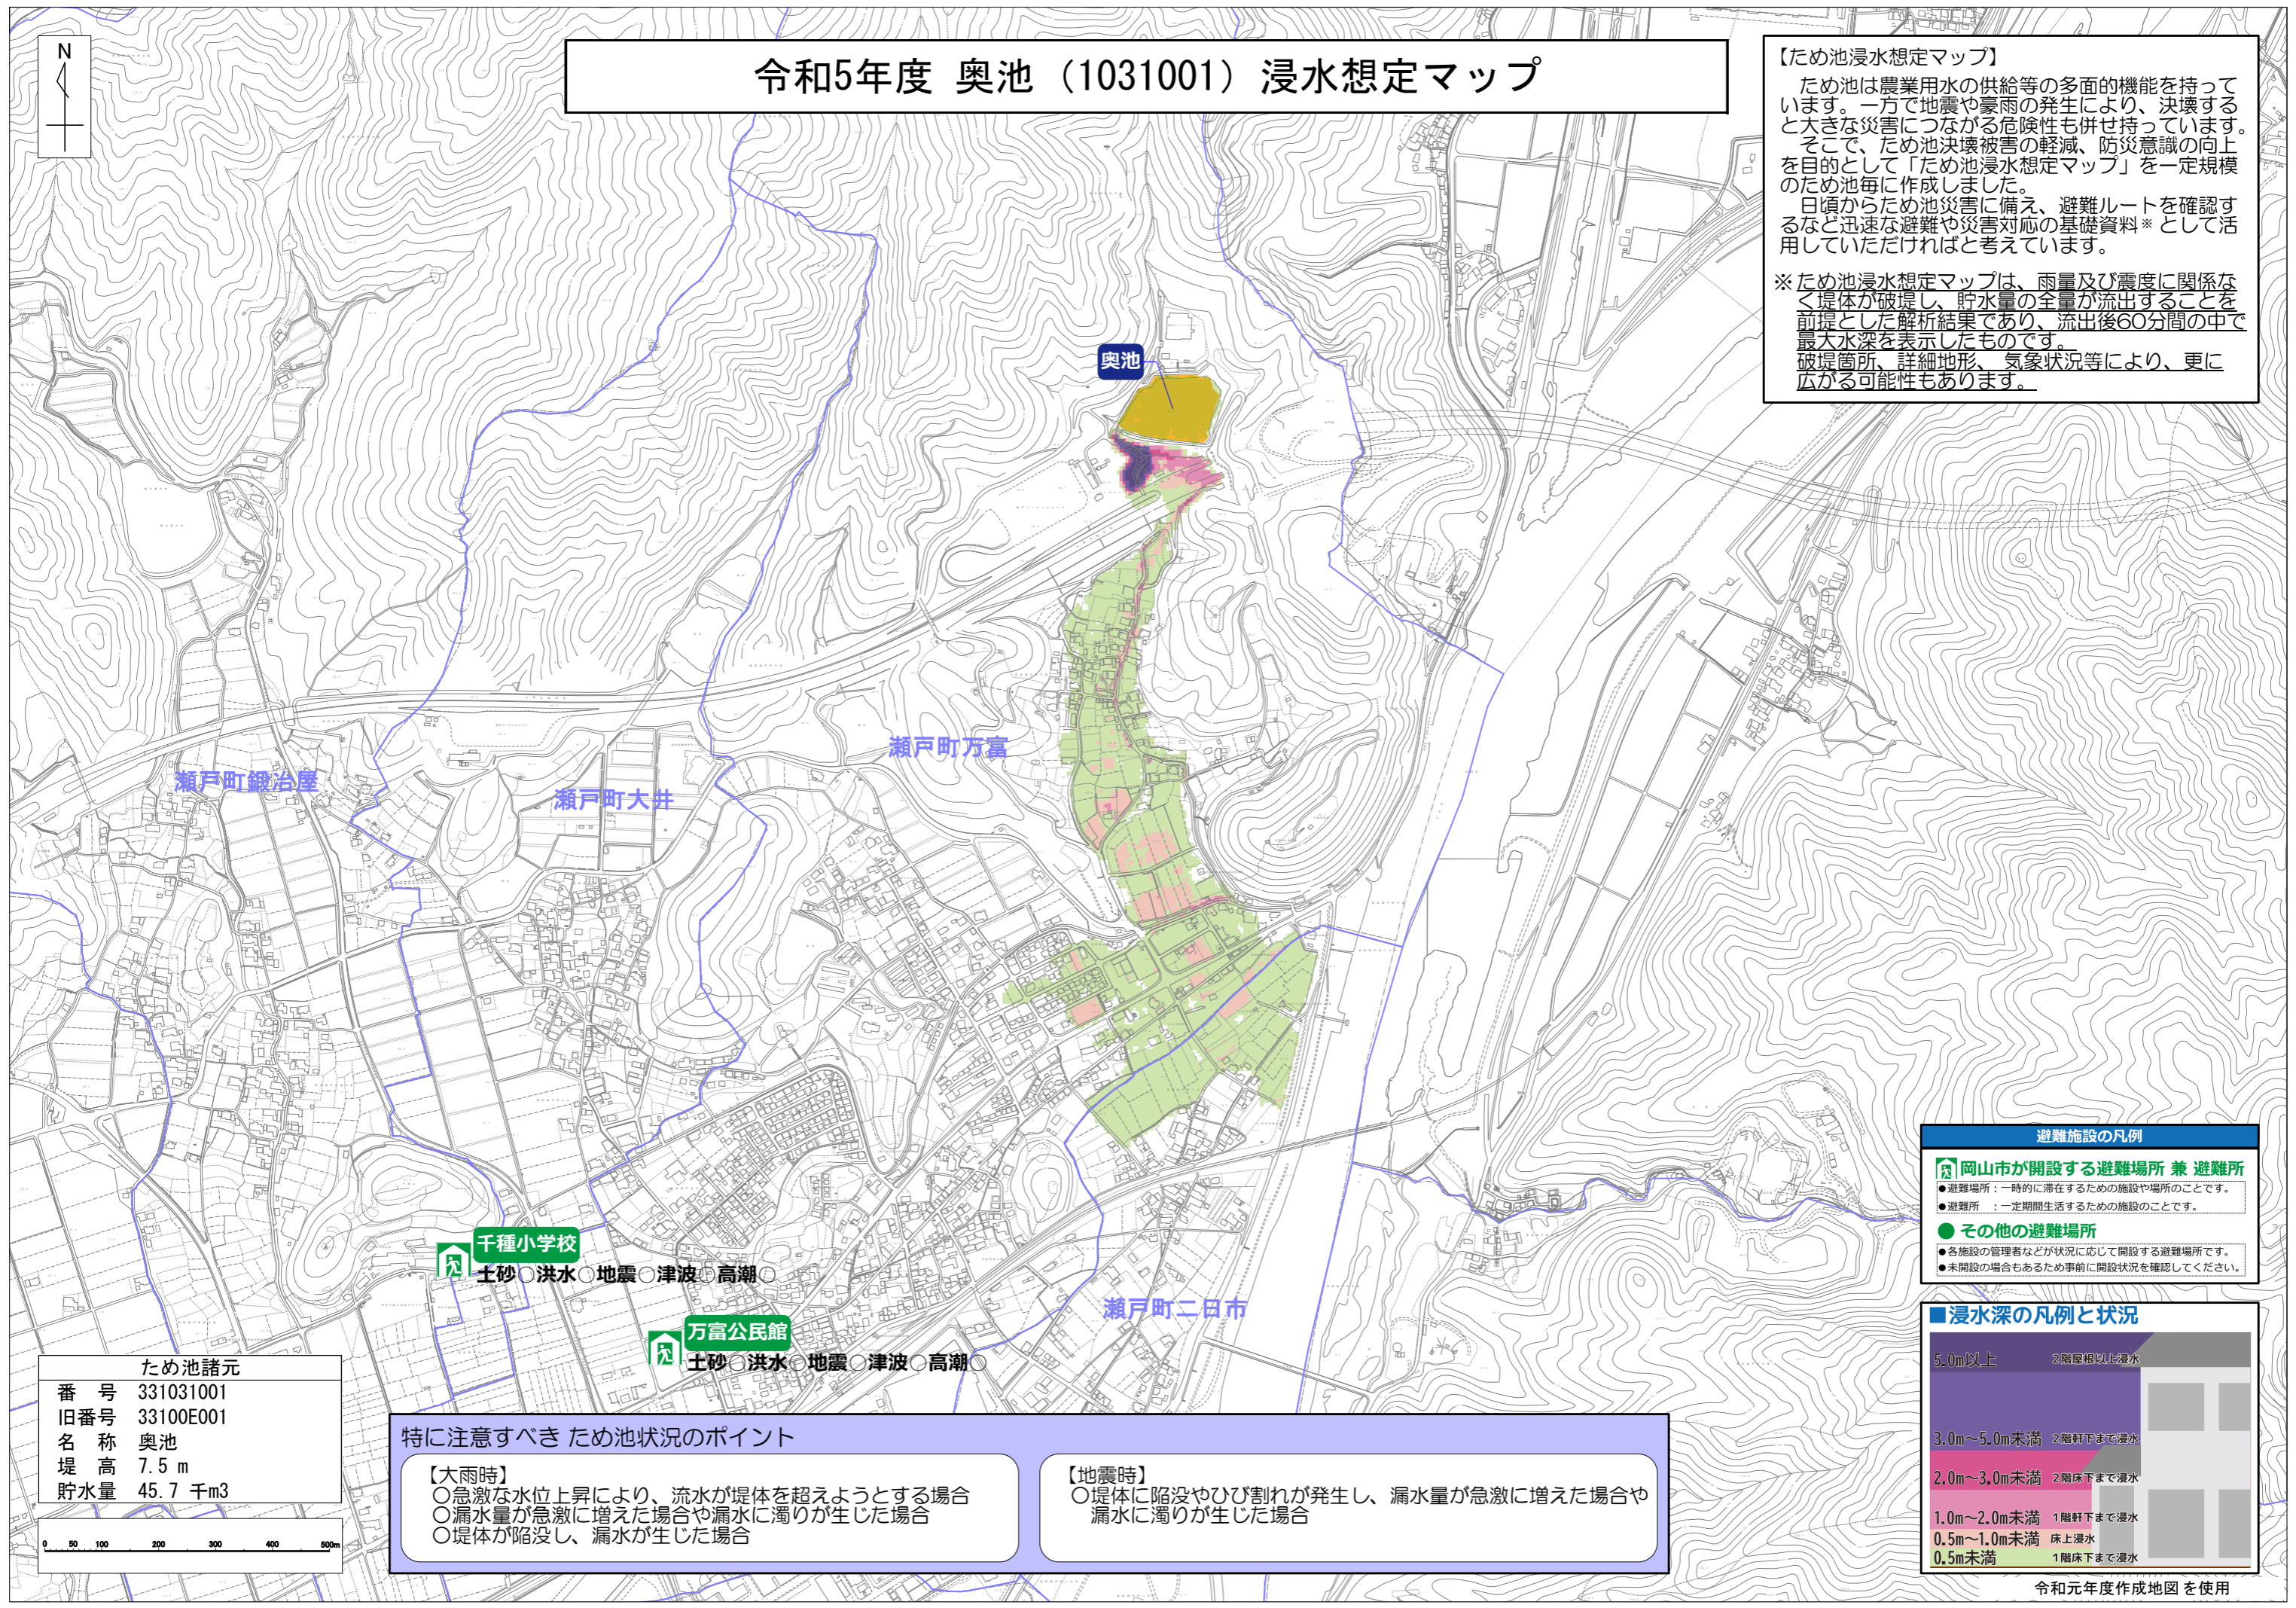 N
令和5年度 奥池（1031001）浸水想定マップ
【ため池浸水想定マップ】
ため池は農業用水の供給等の多面的機能を持って
います。一方で地震や豪雨の発生により、決壊する
と大きな災害につながる危険性も併せ持っています。
そこで、ため池決壊被害の軽減、防災意識の向上
を目的として「ため池浸水想定マップ」を一定規模
のため池毎に作成しました。
日頃からため池災害に備え、避難ルートを確認す
るなど迅速な避難や災害対応の基礎資料※として活
用していただければと考えています。
※ため池浸水想定マップは、雨量及び震度に関係な
く堤体が破堤し、貯水量の全量が流出することを
前提とした解析結果であり、流出後60分間の中で
最大水深を表示したものです。
破堤箇所、詳細地形、気象状況等により、更に
広がる可能性もあります。
奥池
瀬戸町万富
瀬戸町鍛冶屋
瀬戸町大井
千種小学校
土砂○洪水○地震○津波○高潮○
万富公民館
土砂○洪水○地震○津波○高潮○
瀬戸町二日市
避難施設の凡例
岡山市が開設する避難場所 兼 避難所
●避難場所：一時的に滞在するための施設や場所のことです。
●避難所　：一定期間生活するための施設のことです。
● その他の避難場所
●各施設の管理者などが状況に応じて開設する避難場所です。
●未開設の場合もあるため事前に開設状況を確認してください。
■浸水深の凡例と状況
5.0m以上 2階屋根以上浸水
3.0m～5.0m未満 2階軒下まで浸水
2.0m～3.0m未満 2階床下まで浸水
1.0m～2.0m未満 1階軒下まで浸水
0.5m～1.0m未満 床上浸水
0.5m未満 1階床下まで浸水
ため池諸元
番 号 331031001
旧番号 33100E001
名 称 奥池
堤 高 7.5 m
貯水量 45.7 千m3
0 50 100 200 300 400 500m
特に注意すべき ため池状況のポイント
【大雨時】
○急激な水位上昇により、流水が堤体を超えようとする場合
○漏水量が急激に増えた場合や漏水に濁りが生じた場合
○堤体が陥没し、漏水が生じた場合
【地震時】
○堤体に陥没やひび割れが発生し、漏水量が急激に増えた場合や
漏水に濁りが生じた場合
令和元年度作成地図を使用